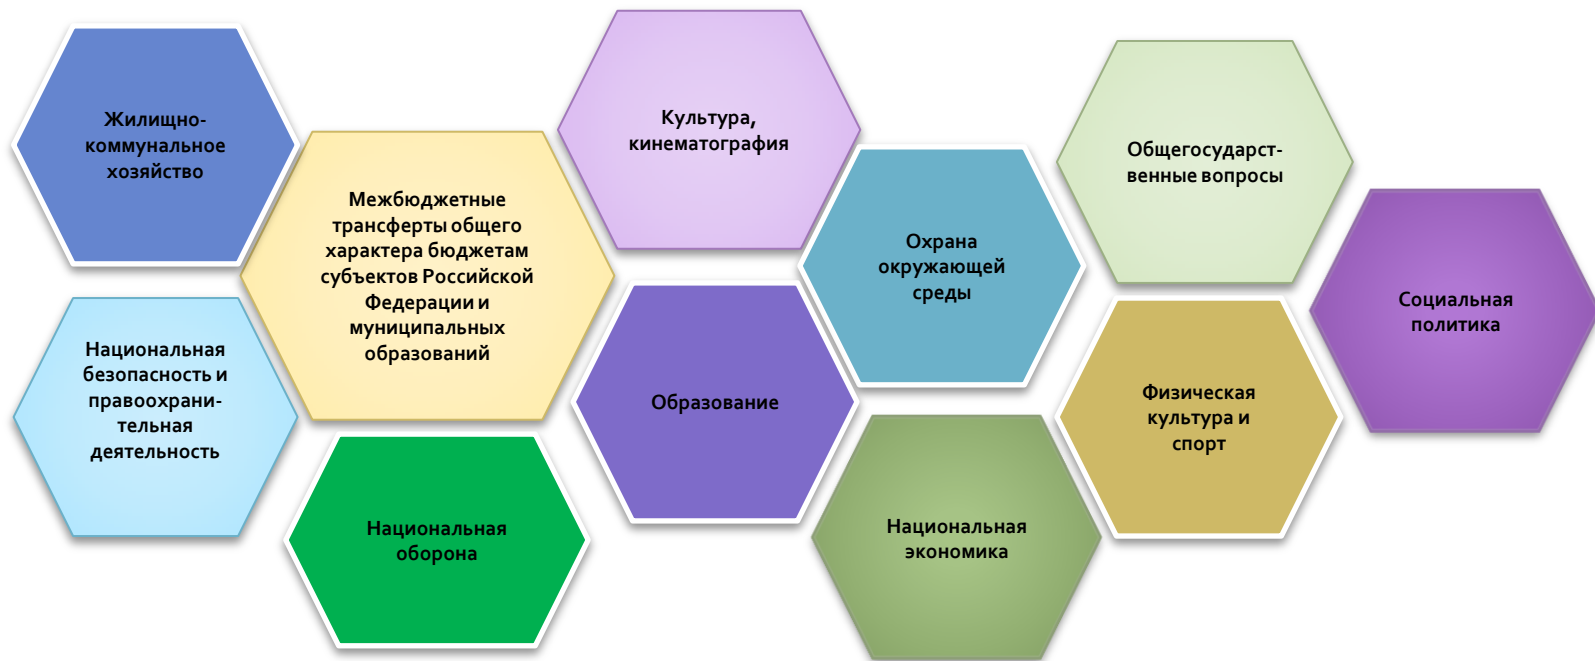 Жилищно-
коммунальное
хозяйство
Межбюджетные
трансферты общего
характера бюджетам
субъектов Российской
Федерации и
муниципальных
образований
Культура,
кинематография
Охрана
окружающей
среды
Общегосударст-
венные вопросы
Социальная
политика
Национальная
безопасность и
правоохрани-
тельная
деятельность
Национальная
оборона
Образование
Национальная
экономика
Физическая
культура и
спорт